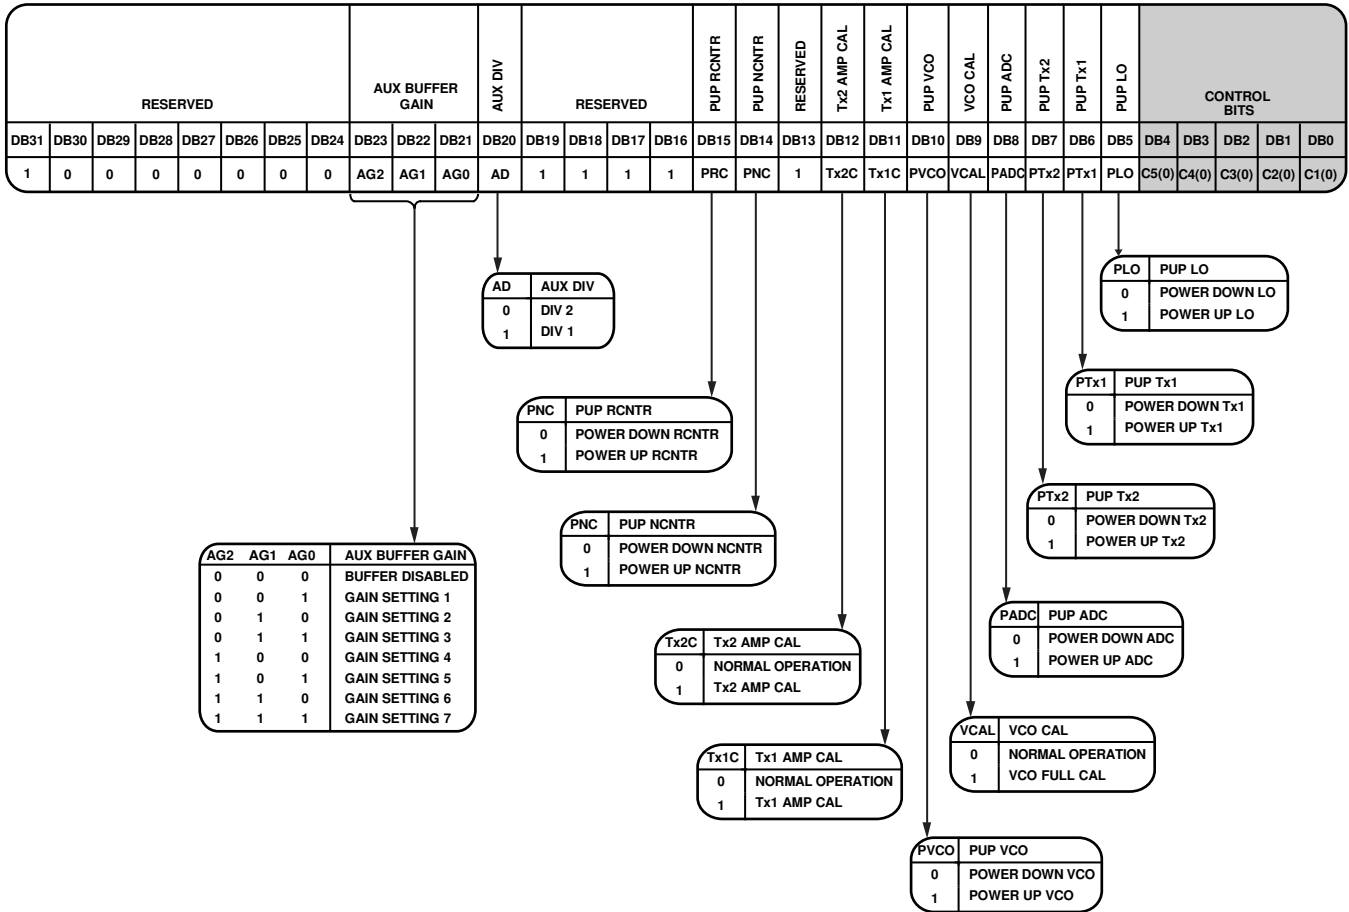 RESERVED
AUX BUFFER
GAIN
AUX DIV
RESERVED
PUP RCNTR
PUP NCNTR
RESERVED
Tx2 AMP CAL
Tx1 AMP CAL
PUP VCO
VCO CAL
PUP ADC
PUP Tx2
PUP Tx1
PUP LO
CONTROL
BITS
DB31 DB30 DB29 DB28 DB27 DB26 DB25 DB24 DB23 DB22 DB21 DB20 DB19 DB18 DB17 DB16 DB15 DB14 DB13 DB12 DB11 DB10 DB9 DB8 DB7 DB6 DB5 DB4 DB3 DB2 DB1 DB0
1 0 0 0 0 0 0 0 AG2 AG1 AG0 AD 1 1 1 1 PRC PNC 1 Tx2C Tx1C PVCO VCAL PADC PTx2 PTx1 PLO C5(0) C4(0) C3(0) C2(0) C1(0)
PLO PUP LO
0 POWER DOWN LO
1 POWER UP LO
AD AUX DIV
0 DIV 2
1 DIV 1
PTx1 PUP Tx1
0 POWER DOWN Tx1
1 POWER UP Tx1
PNC PUP RCNTR
0 POWER DOWN RCNTR
1 POWER UP RCNTR
PTx2 PUP Tx2
0 POWER DOWN Tx2
1 POWER UP Tx2
PNC PUP NCNTR
0 POWER DOWN NCNTR
1 POWER UP NCNTR
AG2 AG1 AG0 AUX BUFFER GAIN
0 0 0 BUFFER DISABLED
0 0 1 GAIN SETTING 1
0 1 0 GAIN SETTING 2
0 1 1 GAIN SETTING 3
1 0 0 GAIN SETTING 4
1 0 1 GAIN SETTING 5
1 1 0 GAIN SETTING 6
1 1 1 GAIN SETTING 7
PADC PUP ADC
0 POWER DOWN ADC
1 POWER UP ADC
Tx2C Tx2 AMP CAL
0 NORMAL OPERATION
1 Tx2 AMP CAL
VCAL VCO CAL
0 NORMAL OPERATION
1 VCO FULL CAL
Tx1C Tx1 AMP CAL
0 NORMAL OPERATION
1 Tx1 AMP CAL
PVCO PUP VCO
0 POWER DOWN VCO
1 POWER UP VCO